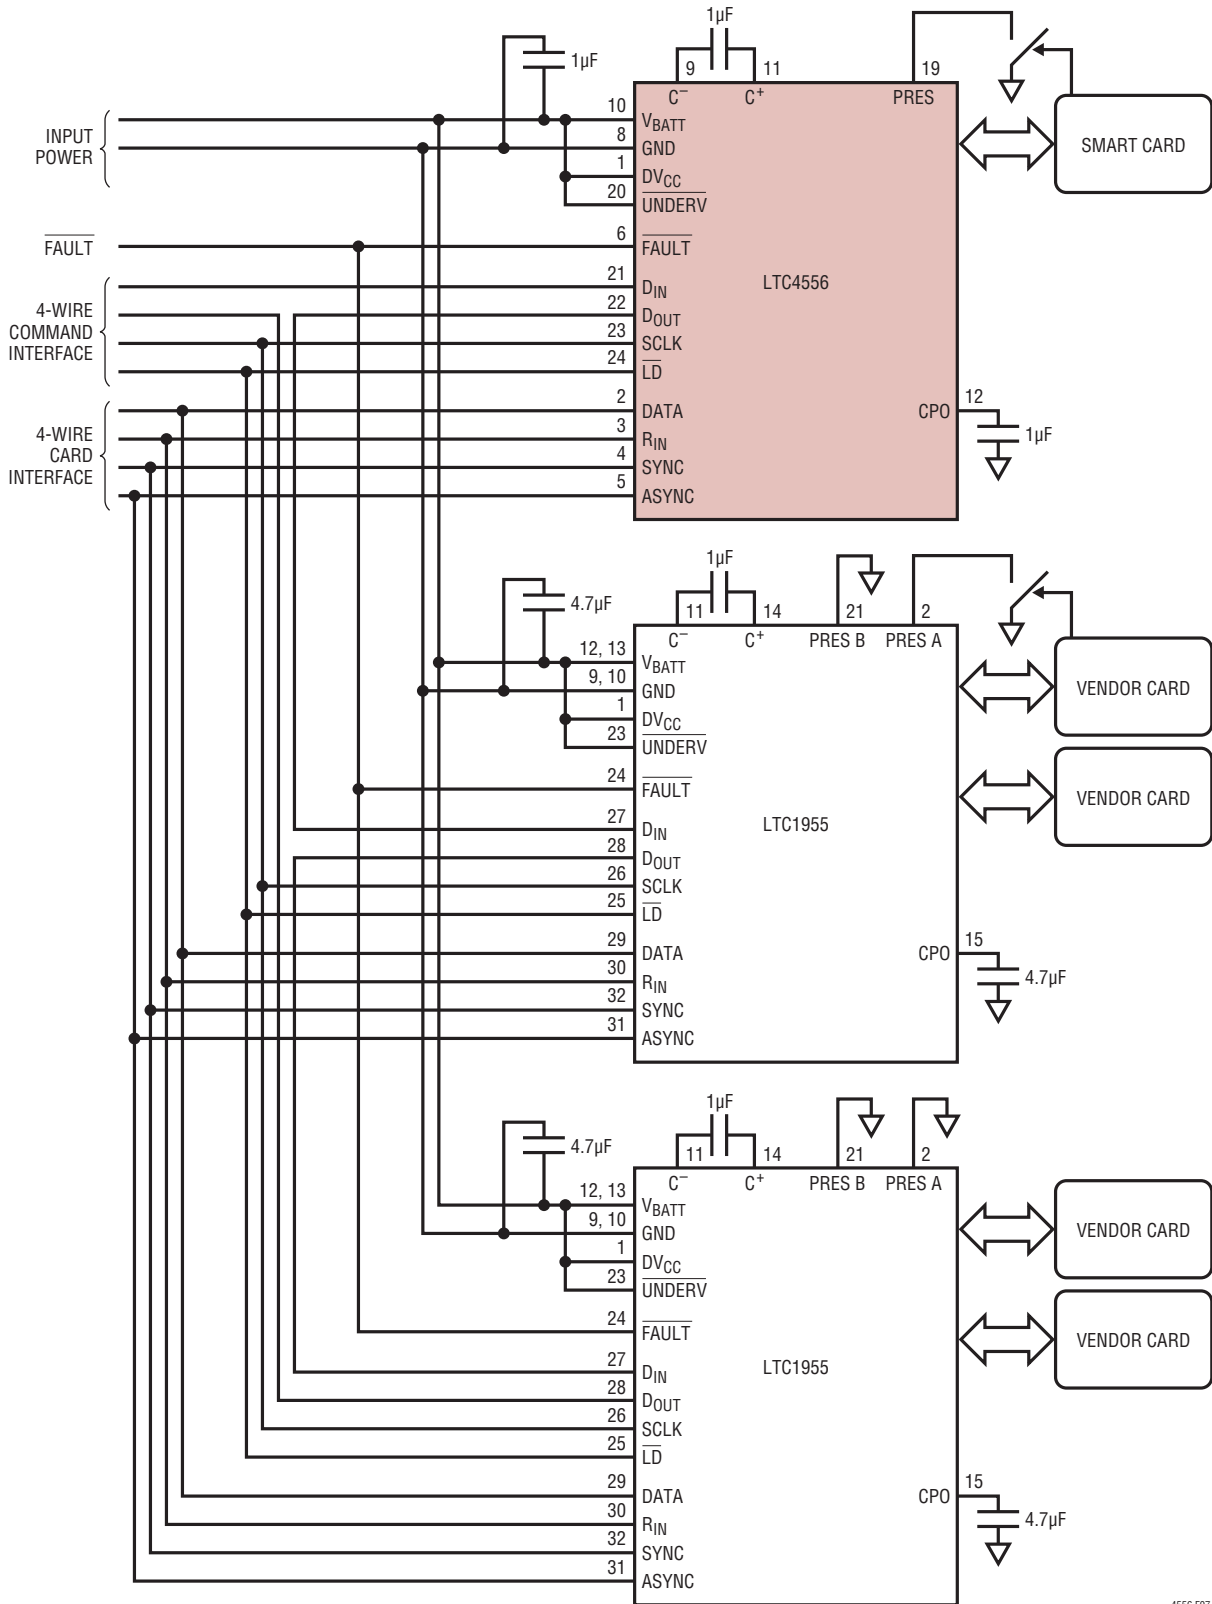 1µF
1µF
9
11
19
C–
C+
PRES
INPUT
POWER
10
VBATT
8
GND
1
DVCC
20
UNDERV
SMART CARD
FAULT
6
FAULT
4-WIRE
COMMAND
INTERFACE
21
DIN
22
DOUT
23
SCLK
24
LD
LTC4556
4-WIRE
CARD
INTERFACE
2
DATA
3
RIN
4
SYNC
5
ASYNC
CPO
12
1µF
1µF
4.7µF
11
14
21
2
C–
C+
PRES B
PRES A
12, 13
VBATT
9, 10
GND
1
DVCC
23
UNDERV
VENDOR CARD
24
FAULT
VENDOR CARD
27
DIN
LTC1955
28
DOUT
26
SCLK
25
LD
29
DATA
30
RIN
32
SYNC
31
ASYNC
CPO
15
4.7µF
1µF
4.7µF
11
14
21
2
C–
C+
PRES B
PRES A
12, 13
VBATT
9, 10
GND
1
DVCC
23
UNDERV
VENDOR CARD
24
FAULT
VENDOR CARD
27
DIN
LTC1955
28
DOUT
26
SCLK
25
LD
29
DATA
30
RIN
32
SYNC
31
ASYNC
CPO
15
4.7µF